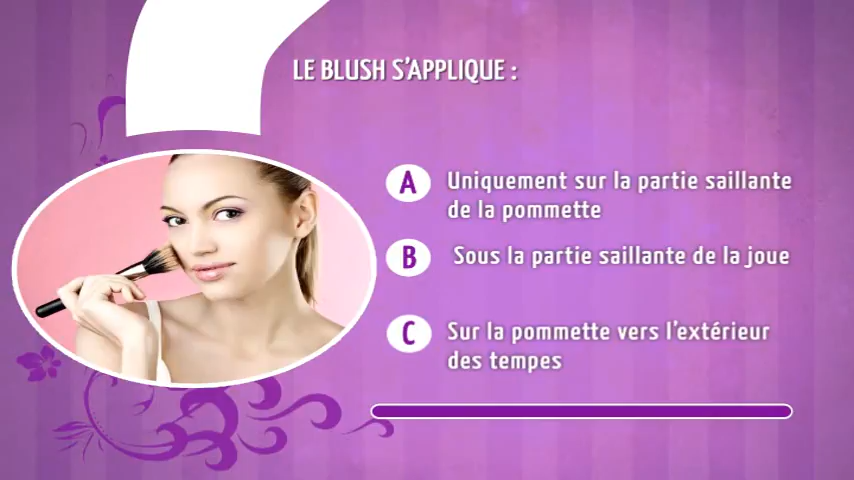 LE BLUSH S'APPLIQUE :
A Uniquement sur la partie saillante
de la pommette
B Sous la partie saillante de la joue
C Sur la pommette vers l'extérieur
des tempes